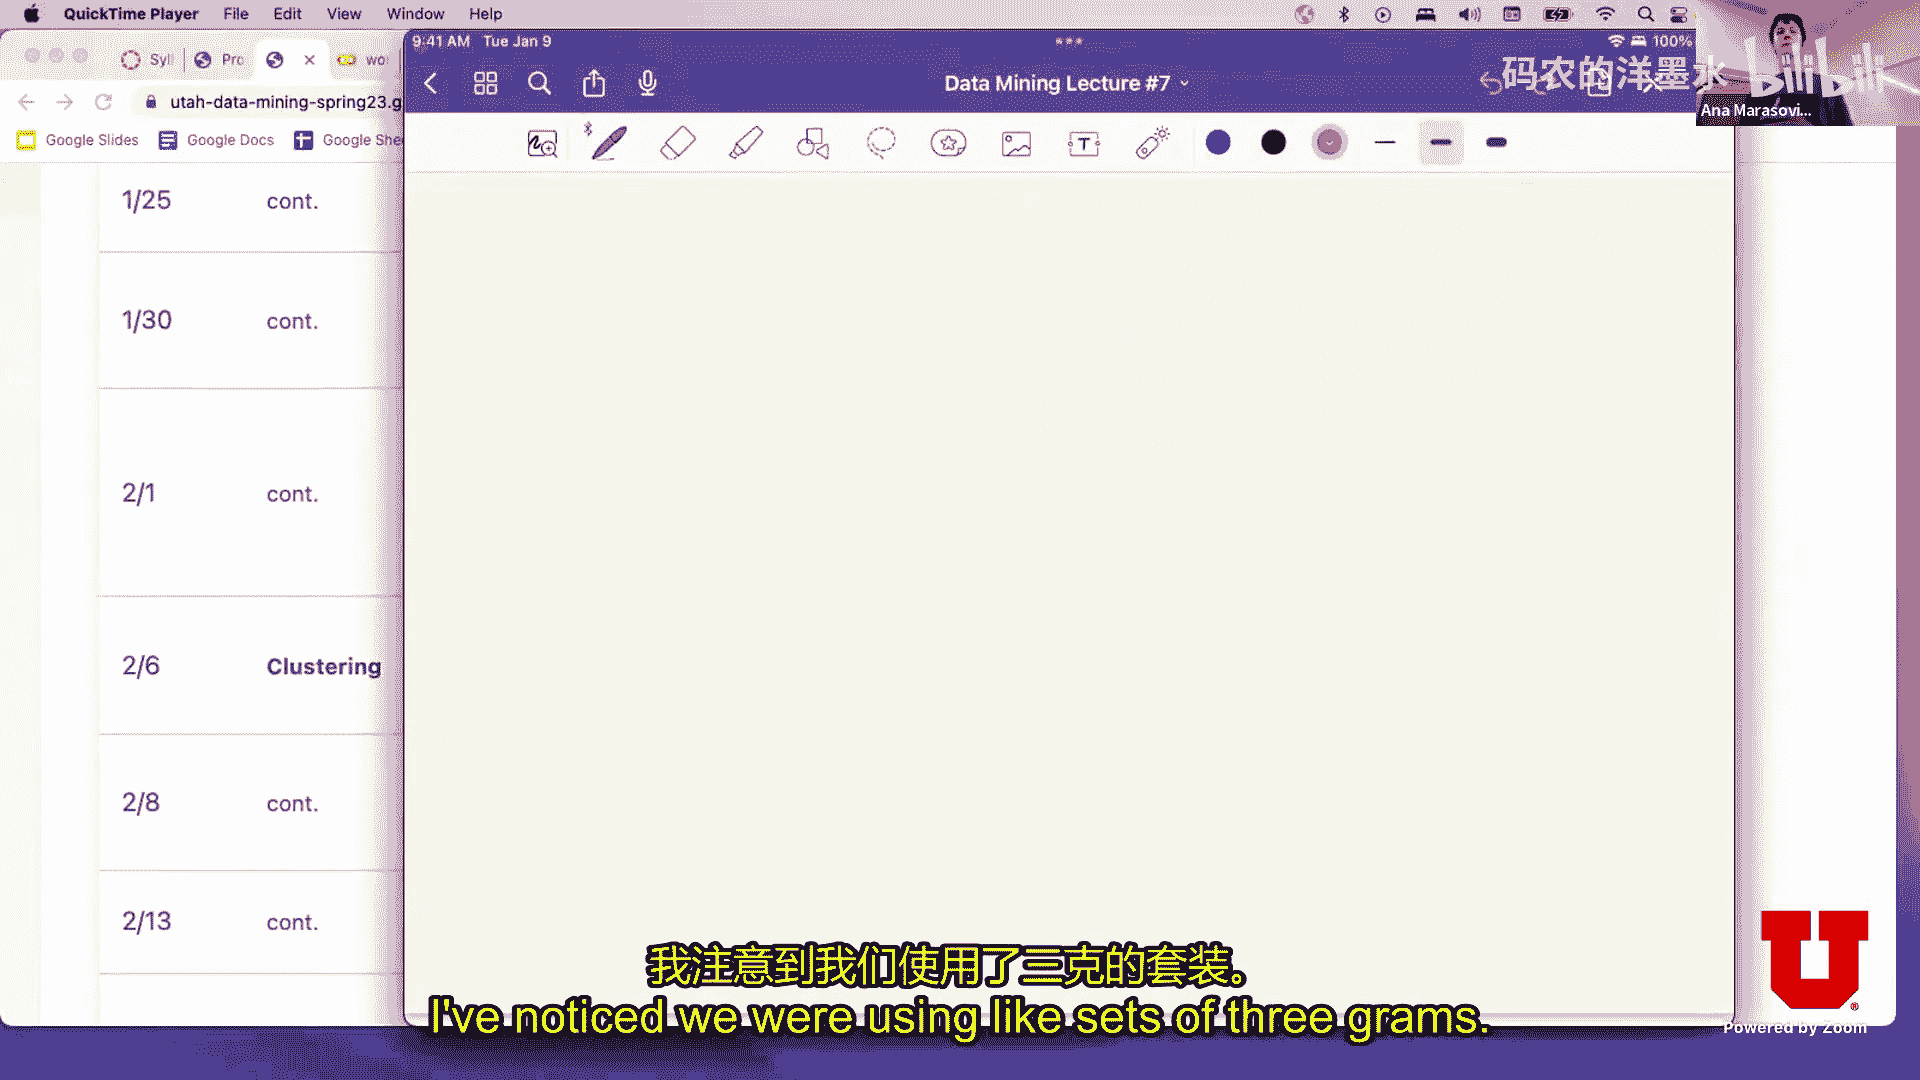 QuickTime Player File Edit View Window Help
9:41 AM Tue Jan 9
100%
Syl
Pro
wo
Data Mining Lecture #7
码农的洋墨水
bilibili
Ana Marasovi...
utah-data-mining-spring23.g
Google Slides Google Docs Google She
T
1/25 cont.
1/30 cont.
2/1 cont.
2/6 Clustering
2/8 cont.
2/13 cont.
我注意到我们使用了三克的套装。
I've noticed we were using like sets of three grams.
U
Powered by Zoom